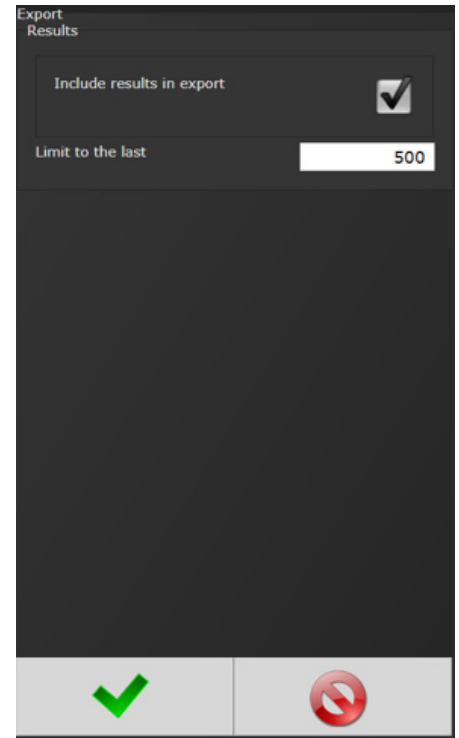 Export
Results
Include results in export
Limit to the last
500